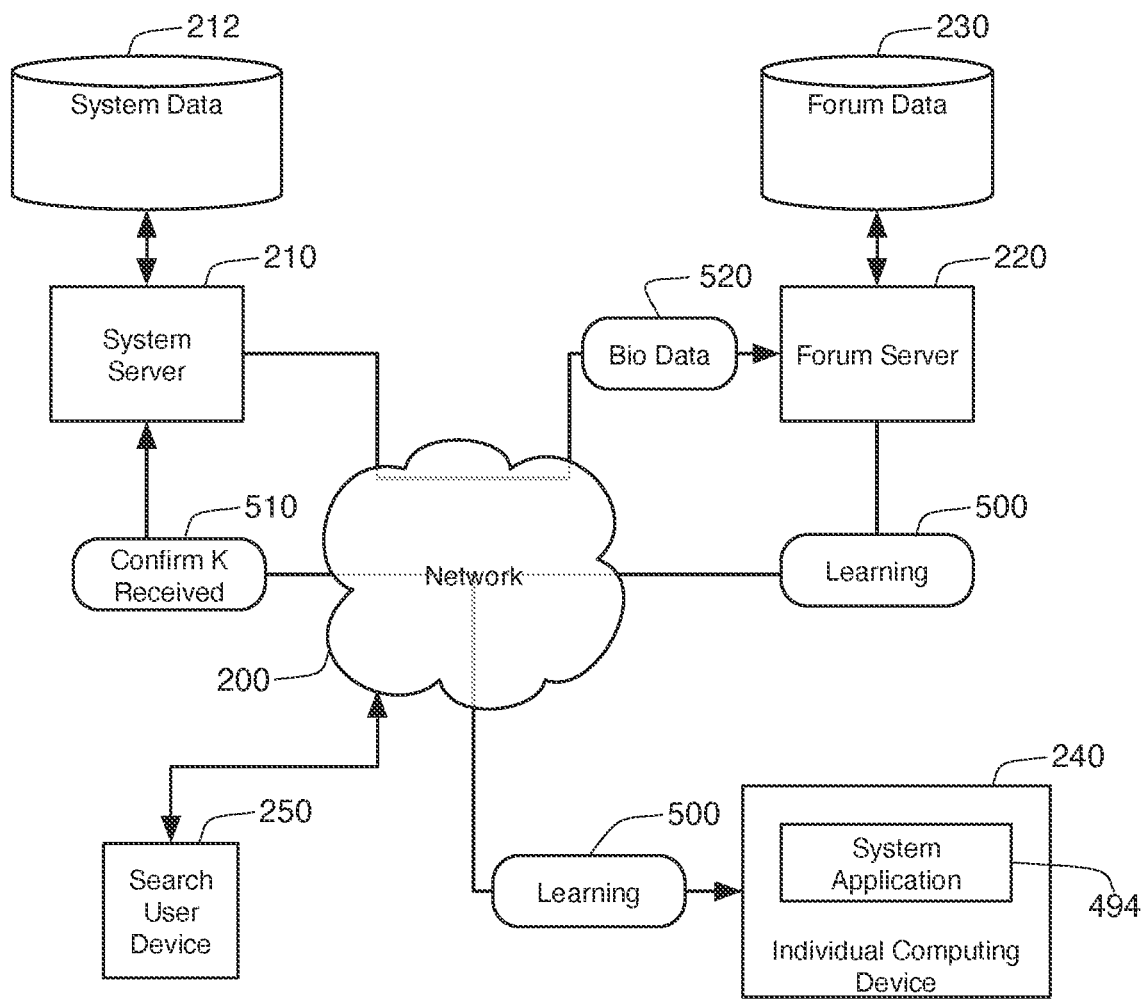 212
System Data
230
Forum Data
210
System
Server
520
Bio Data
220
Forum Server
510
Confirm K
Received
Network
500
Learning
200
250
Search
User
Device
500
Learning
240
System
Application
494
Individual Computing
Device